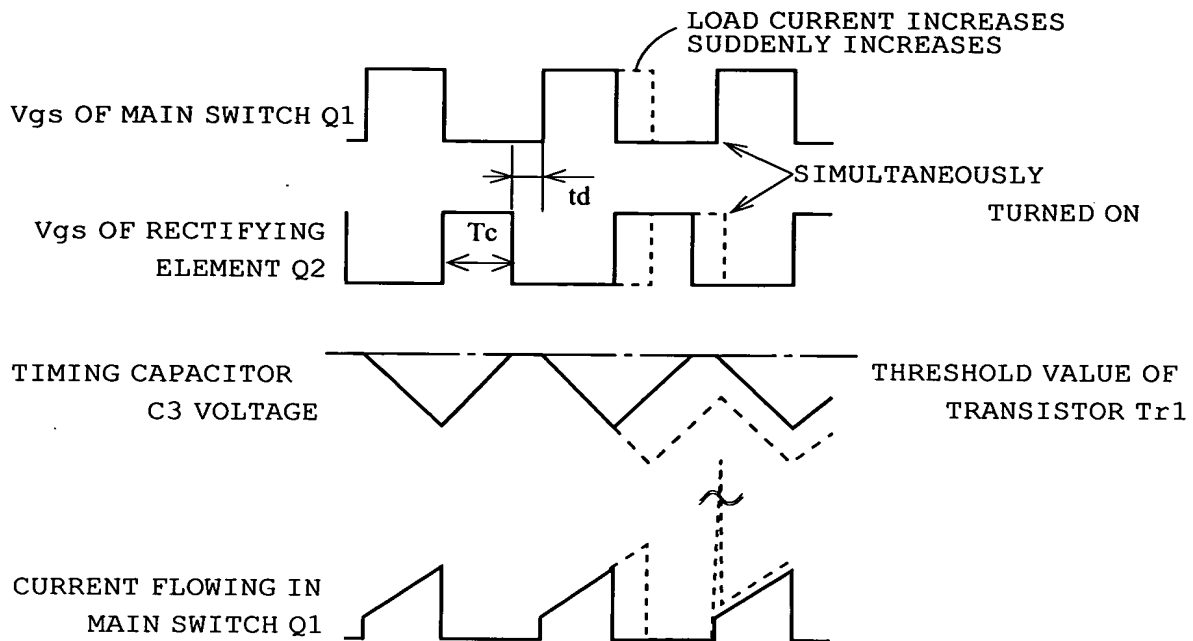 LOAD CURRENT INCREASES
SUDDENLY INCREASES
Vgs OF MAIN SWITCH Q1
td
SIMULTANEOUSLY
TURNED ON
Vgs OF RECTIFYING
ELEMENT Q2
Tc
TIMING CAPACITOR
C3 VOLTAGE
THRESHOLD VALUE OF
TRANSISTOR Tr1
CURRENT FLOWING IN
MAIN SWITCH Q1